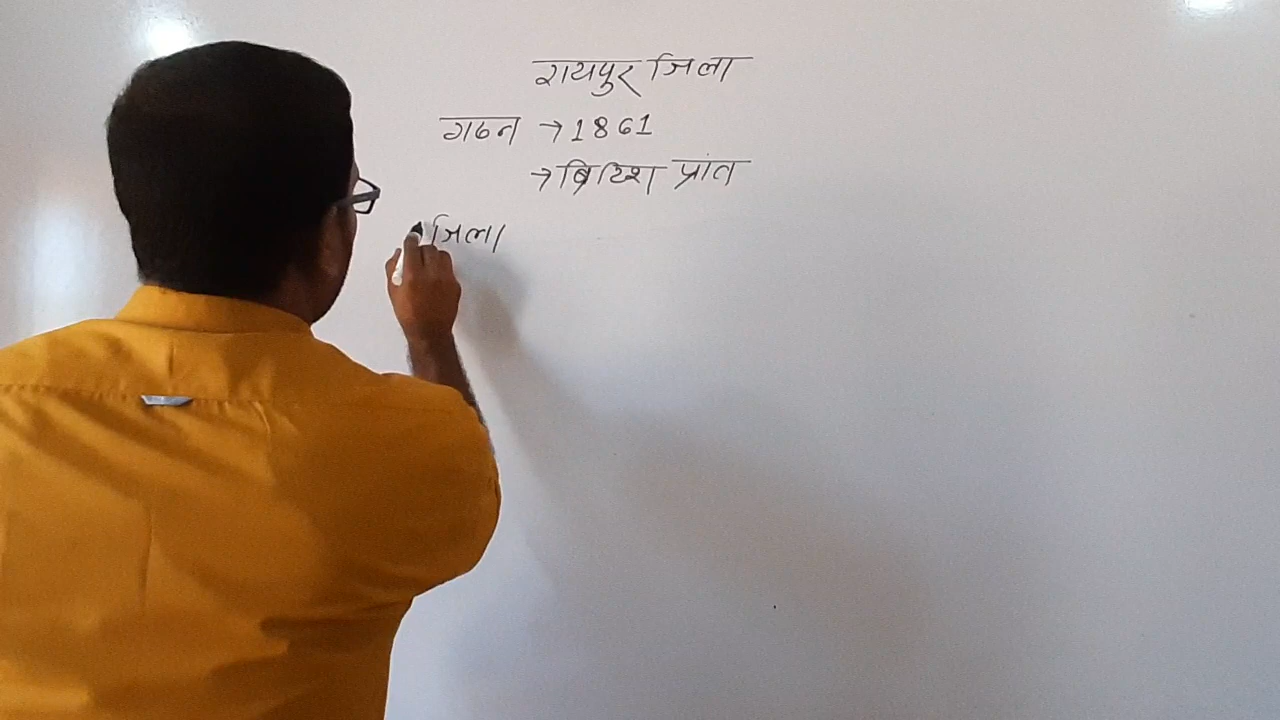 रायपुर जिला
गठन → 1861
→ ब्रिटिश प्रांत
जिला